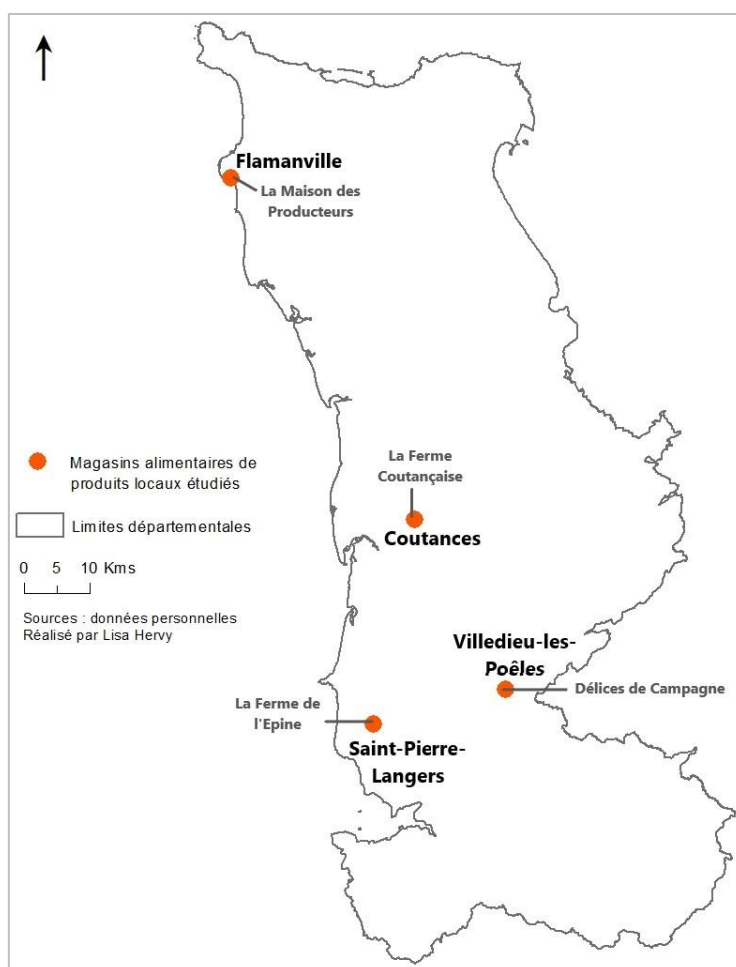 Flamanville
La Maison des
Producteurs
La Ferme
Coutançaise
Coutances
Magasins alimentaires de
produits locaux étudiés
Limites départementales
0 5 10 Kms
Sources : données personnelles
Réalisé par Lisa Hervy
Villedieu-les-
Poêles
Délices de Campagne
La Ferme de
l'Epine
Saint-Pierre-
Langers